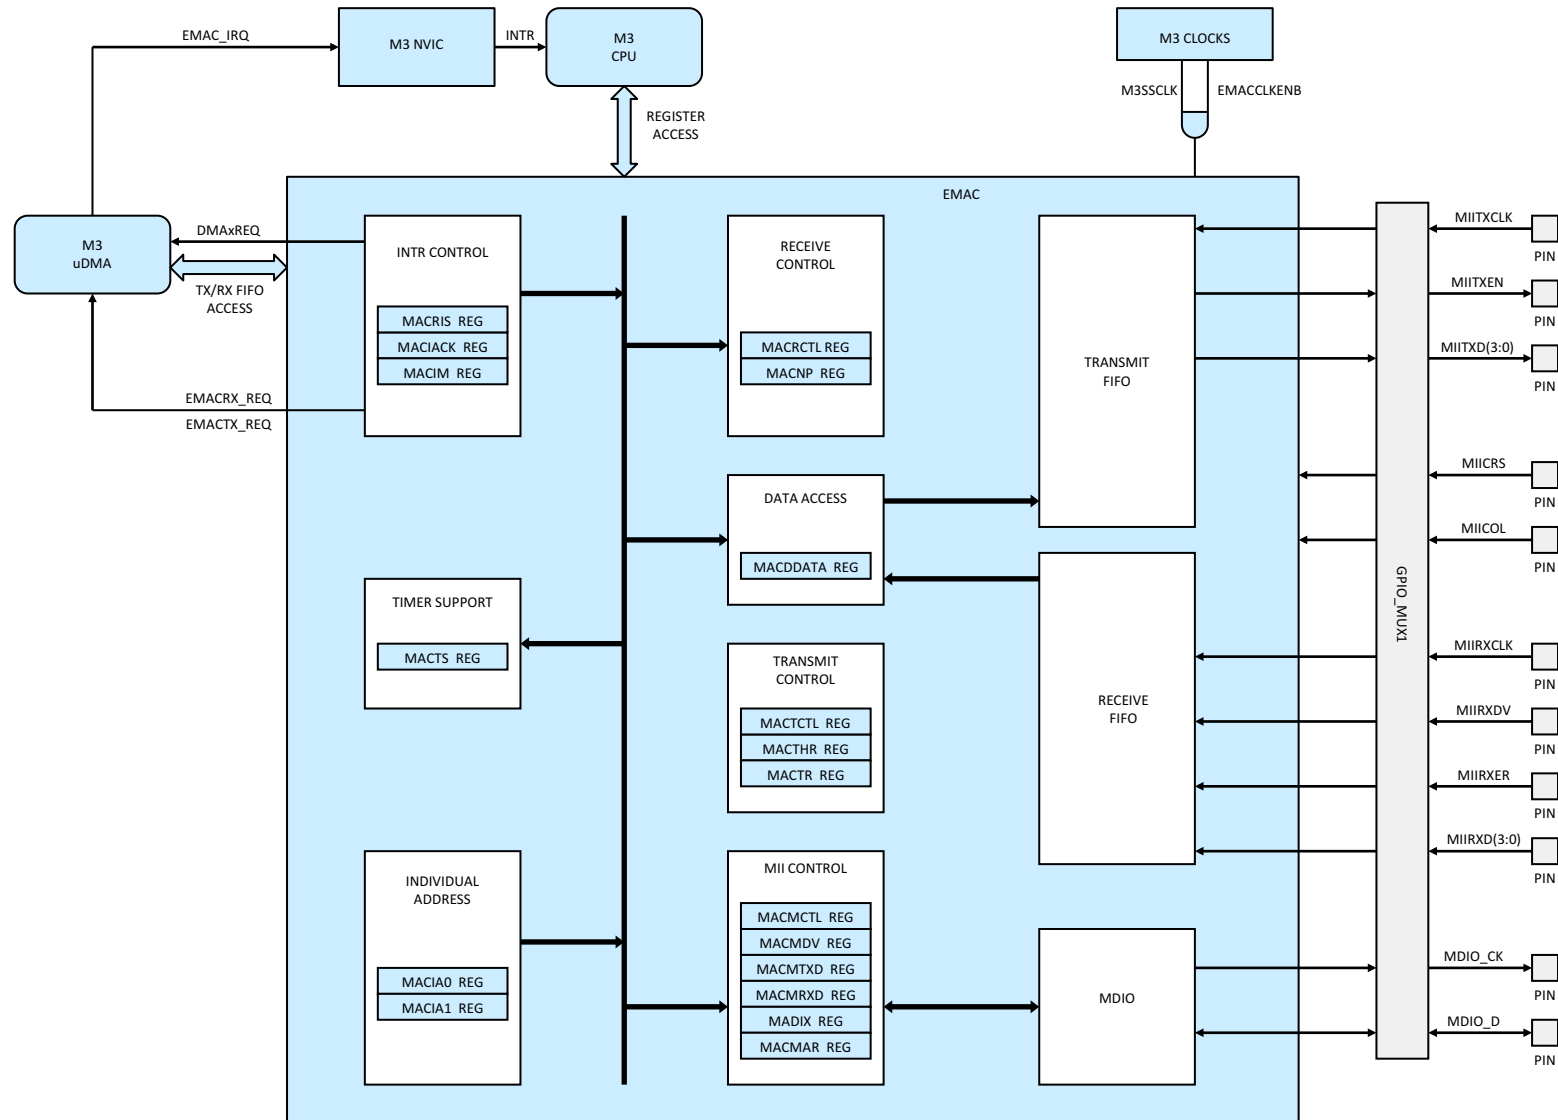 EMAC_IRQ
M3 NVIC
INTR
M3
CPU
REGISTER
ACCESS
M3 CLOCKS
M3SSCLK
EMACCLKENB
EMAC
M3
uDMA
DMAxREQ
TX/RX FIFO
ACCESS
EMACRX_REQ
EMACTX_REQ
INTR CONTROL
MACRIS REG
MACIACK REG
MACIM REG
TIMER SUPPORT
MACTS REG
INDIVIDUAL
ADDRESS
MACIA0 REG
MACIA1 REG
RECEIVE
CONTROL
MACRCTL REG
MACNP REG
DATA ACCESS
MACDDATA REG
TRANSMIT
CONTROL
MACTCTL REG
MACTHR REG
MACTR REG
MII CONTROL
MACMCTL REG
MACMDV REG
MACMTXD REG
MACMRXD REG
MADIX REG
MACMAR REG
TRANSMIT
FIFO
RECEIVE
FIFO
MDIO
GPIO_MUX1
MIITXCLK
PIN
MIITXEN
PIN
MIITXD(3:0)
PIN
MIICRS
PIN
MIICOL
PIN
MIIRXCLK
PIN
MIIRXDV
PIN
MIIRXER
PIN
MIIRXD(3:0)
PIN
MDIO_CK
PIN
MDIO_D
PIN